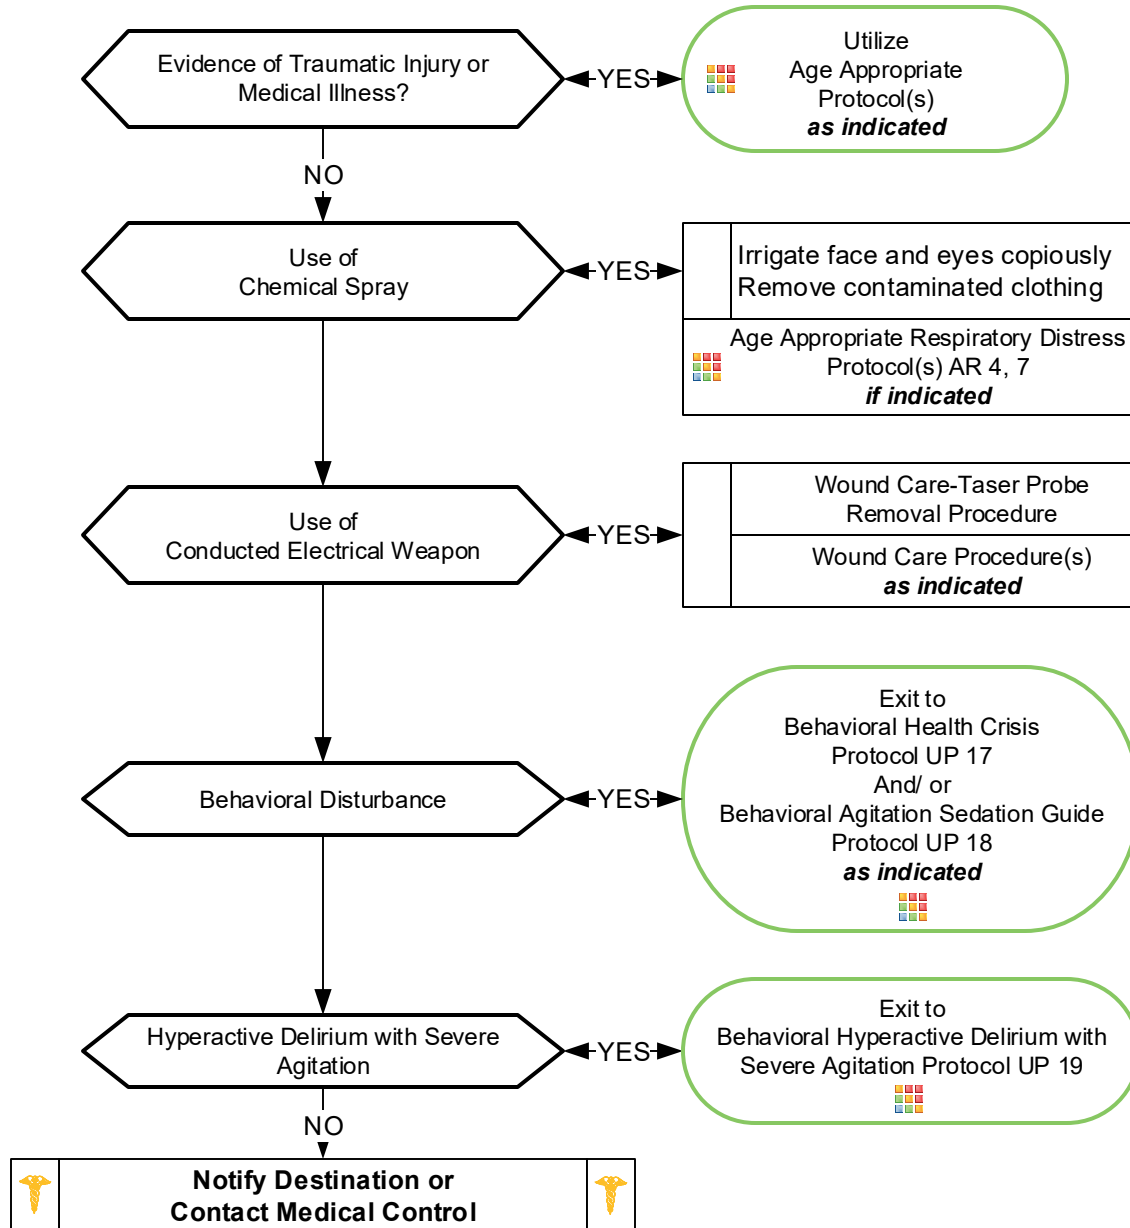 Evidence of Traumatic Injury or
Medical Illness?
YES
Utilize
Age Appropriate
Protocol(s)
as indicated
NO
Use of
Chemical Spray
YES
Irrigate face and eyes copiously
Remove contaminated clothing
Age Appropriate Respiratory Distress
Protocol(s) AR 4, 7
if indicated
Use of
Conducted Electrical Weapon
YES
Wound Care-Taser Probe
Removal Procedure
Wound Care Procedure(s)
as indicated
Behavioral Disturbance
YES
Exit to
Behavioral Health Crisis
Protocol UP 17
And/ or
Behavioral Agitation Sedation Guide
Protocol UP 18
as indicated
Hyperactive Delirium with Severe
Agitation
YES
Exit to
Behavioral Hyperactive Delirium with
Severe Agitation Protocol UP 19
NO
Notify Destination or
Contact Medical Control